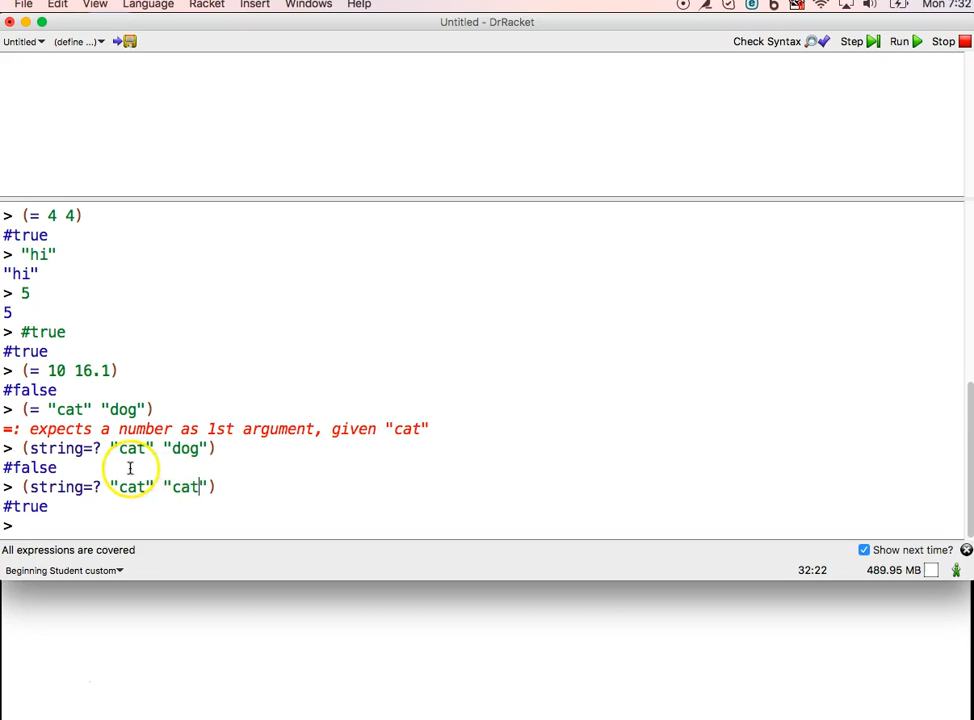 File Edit View Language Racket Insert Windows Help Mon 7:32
Untitled - DrRacket
Untitled (define ...) Check Syntax Step Run Stop
> (= 4 4)
#true
> "hi"
"hi"
> 5
5
> #true
#true
> (= 10 16.1)
#false
> (= "cat" "dog")
=: expects a number as 1st argument, given "cat"
> (string=? "cat" "dog")
#false
> (string=? "cat" "cat")
#true
>
All expressions are covered Show next time?
Beginning Student custom 32:22 489.95 MB